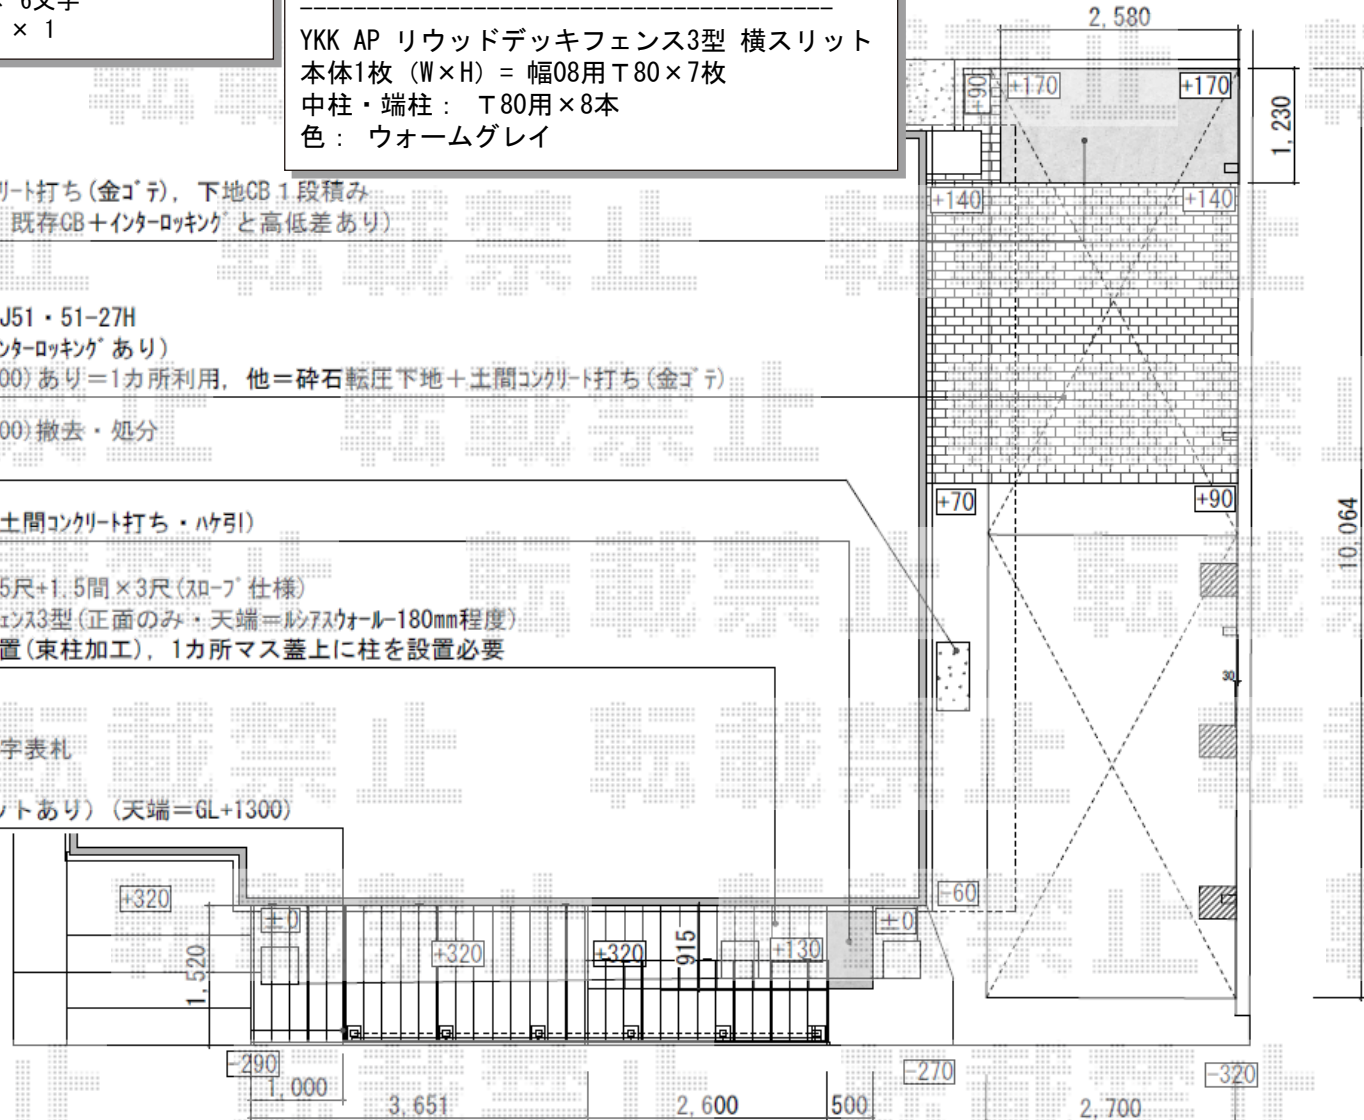 6文字
× 1
YKK AP リウッドデッキフェンス3型 横スリット
本体1枚 (W×H) = 幅08用Ｔ80×7枚
中柱・端柱： Ｔ80用×8本
色： ウォームグレイ
2,580
+90
+170
+170
1,230
ﾘｰﾄ打ち(金ｺﾞﾃ), 下地CB１段積み
既存CB＋ｲﾝﾀｰﾛｯｷﾝｸﾞと高低差あり)
+140
+140
J51・51-27H
ﾝﾀｰﾛｯｷﾝｸﾞあり)
00)あり＝1カ所利用, 他＝砕石転圧下地＋土間ｺﾝｸﾘｰﾄ打ち(金ｺﾞﾃ)
00)撤去・処分
+70
+90
10,064
土間ｺﾝｸﾘｰﾄ打ち・ﾊｹ引)
5尺+1.5間×3尺(ｽﾛｰﾌﾟ仕様)
ｪﾝｽ3型(正面のみ・天端＝ﾙｼｱｽｳｫｰﾙ-180mm程度)
置(束柱加工), 1カ所マス蓋上に柱を設置必要
30
字表札
ットあり) (天端＝GL+1300)
+320
±0
-60
±0
+320
+320
+130
915
1,520
-290
-270
-320
1,000
3,651
2,600
500
2,700
転載禁止